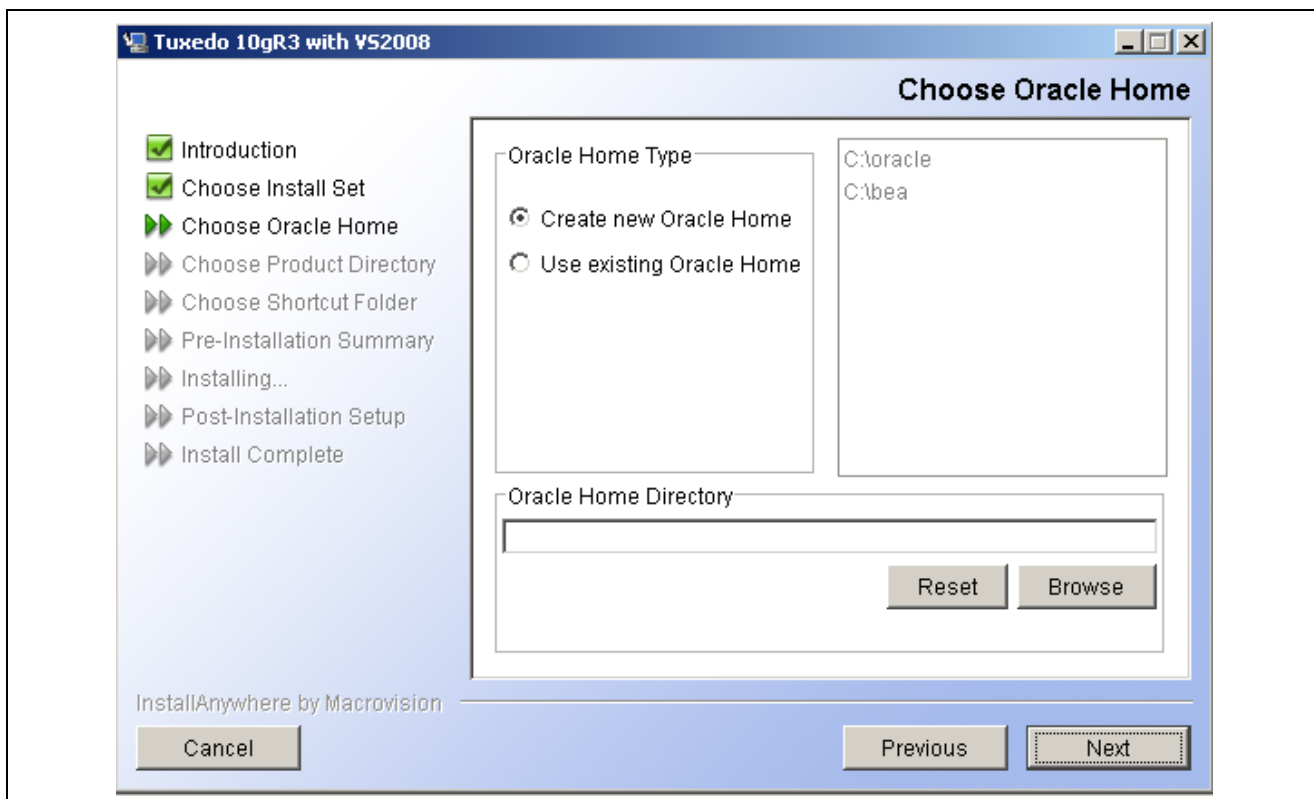 Tuxedo 10gR3 with VS2008
Choose Oracle Home
Introduction
Choose Install Set
Choose Oracle Home
Choose Product Directory
Choose Shortcut Folder
Pre-Installation Summary
Installing...
Post-Installation Setup
Install Complete
Oracle Home Type
Create new Oracle Home
Use existing Oracle Home
C:\oracle
C:\bea
Oracle Home Directory
Reset
Browse
InstallAnywhere by Macrovision
Cancel
Previous
Next